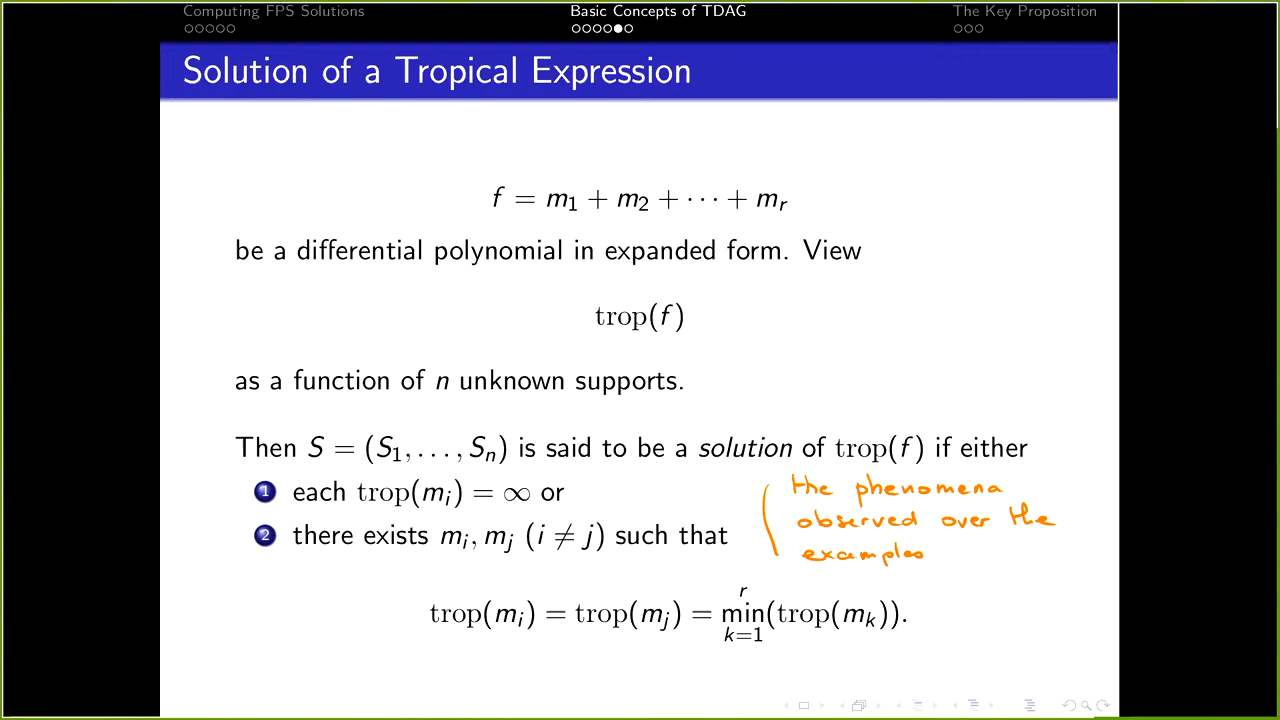 Computing FPS Solutions
Basic Concepts of TDAG
The Key Proposition
Solution of a Tropical Expression
f = m₁ + m₂ + ··· + mᵣ
be a differential polynomial in expanded form. View
trop(f)
as a function of n unknown supports.
Then S = (S₁, . . . , Sₙ) is said to be a solution of trop(f) if either
1 each trop(mᵢ) = ∞ or
2 there exists mᵢ, mⱼ (i ≠ j) such that
the phenomena
observed over the
examples
trop(mᵢ) = trop(mⱼ) = min_{k=1}^{r}(trop(mₖ)).